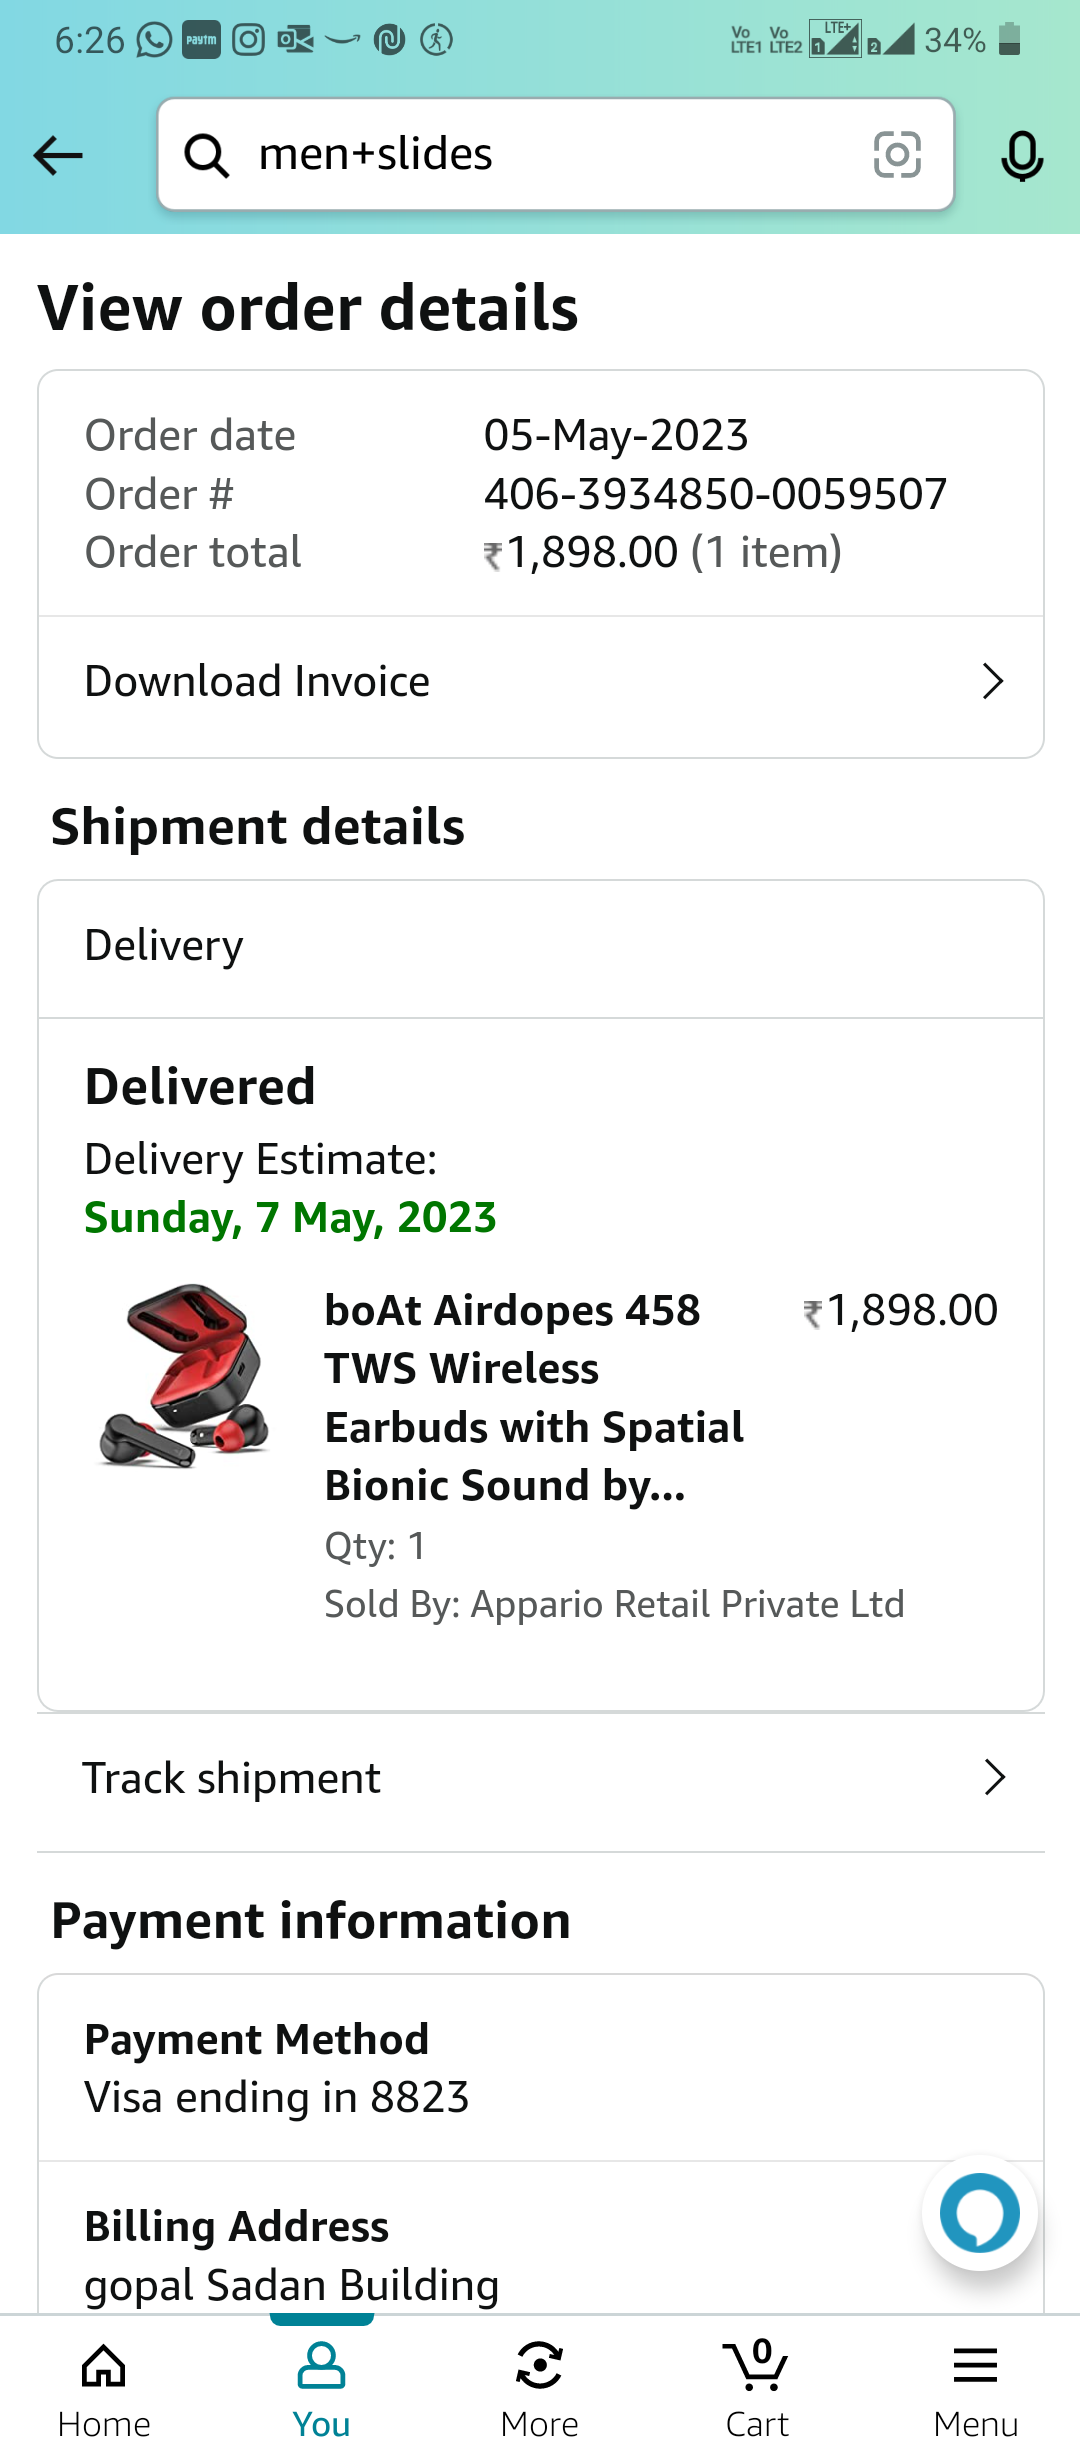 6:26 paytm Vo LTE1 Vo LTE2 LTE+ 1 2 34%
men+slides
View order details
Order date 05-May-2023
Order # 406-3934850-0059507
Order total ₹1,898.00 (1 item)
Download Invoice
Shipment details
Delivery
Delivered
Delivery Estimate:
Sunday, 7 May, 2023
boAt Airdopes 458 ₹1,898.00
TWS Wireless
Earbuds with Spatial
Bionic Sound by...
Qty: 1
Sold By: Appario Retail Private Ltd
Track shipment
Payment information
Payment Method
Visa ending in 8823
Billing Address
gopal Sadan Building
0
Home You More Cart Menu